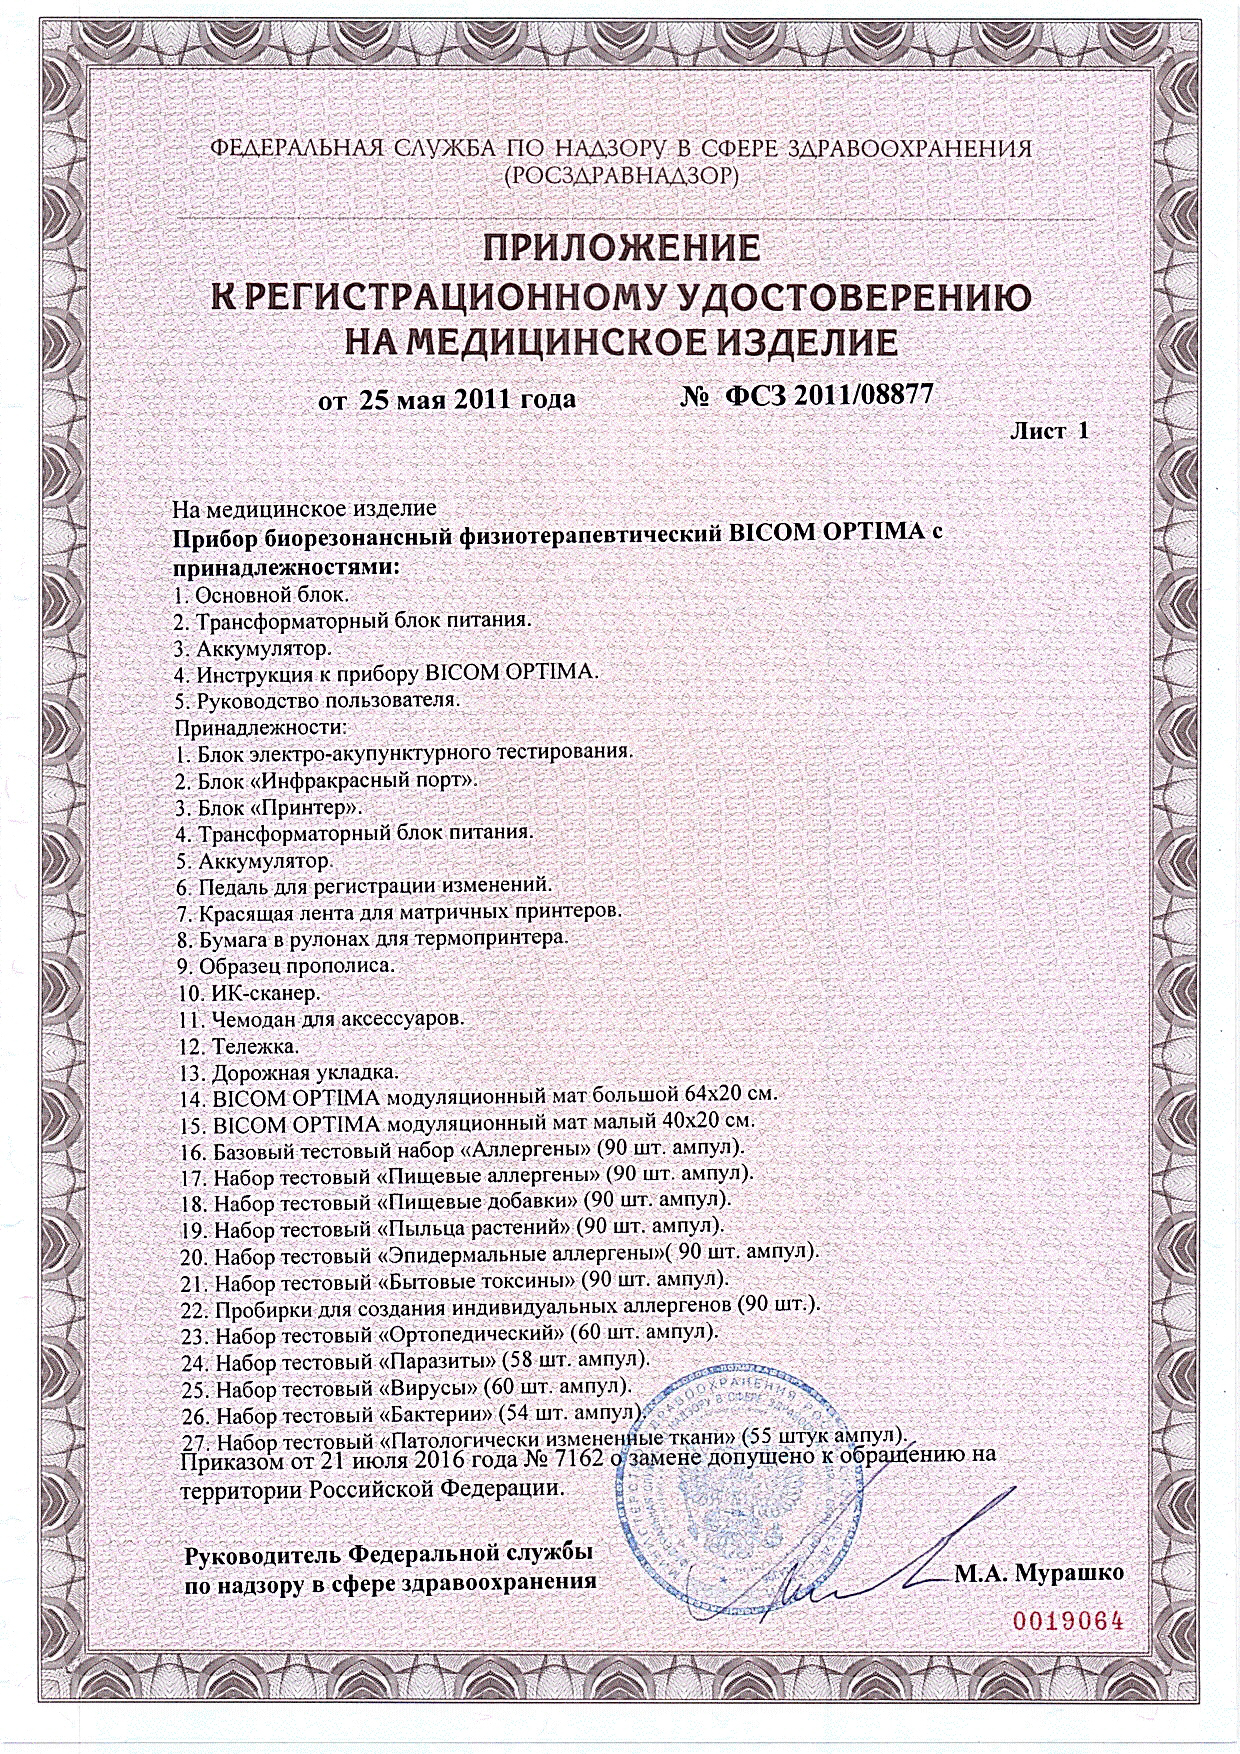 ФЕДЕРАЛЬНАЯ СЛУЖБА ПО НАДЗОРУ В СФЕРЕ ЗДРАВООХРАНЕНИЯ
(РОСЗДРАВНАДЗОР)
ПРИЛОЖЕНИЕ
К РЕГИСТРАЦИОННОМУ УДОСТОВЕРЕНИЮ
НА МЕДИЦИНСКОЕ ИЗДЕЛИЕ
от 25 мая 2011 года № ФСЗ 2011/08877
Лист 1
На медицинское изделие
Прибор биорезонансный физиотерапевтический BICOM OPTIMA с
принадлежностями:
1. Основной блок.
2. Трансформаторный блок питания.
3. Аккумулятор.
4. Инструкция к прибору BICOM OPTIMA.
5. Руководство пользователя.
Принадлежности:
1. Блок электро-акупунктурного тестирования.
2. Блок «Инфракрасный порт».
3. Блок «Принтер».
4. Трансформаторный блок питания.
5. Аккумулятор.
6. Педаль для регистрации изменений.
7. Красящая лента для матричных принтеров.
8. Бумага в рулонах для термопринтера.
9. Образец прополиса.
10. ИК-сканер.
11. Чемодан для аксессуаров.
12. Тележка.
13. Дорожная укладка.
14. BICOM OPTIMA модуляционный мат большой 64х20 см.
15. BICOM OPTIMA модуляционный мат малый 40х20 см.
16. Базовый тестовый набор «Аллергены» (90 шт. ампул).
17. Набор тестовый «Пищевые аллергены» (90 шт. ампул).
18. Набор тестовый «Пищевые добавки» (90 шт. ампул).
19. Набор тестовый «Пыльца растений» (90 шт. ампул).
20. Набор тестовый «Эпидермальные аллергены»( 90 шт. ампул).
21. Набор тестовый «Бытовые токсины» (90 шт. ампул).
22. Пробирки для создания индивидуальных аллергенов (90 шт.).
23. Набор тестовый «Ортопедический» (60 шт. ампул).
24. Набор тестовый «Паразиты» (58 шт. ампул).
25. Набор тестовый «Вирусы» (60 шт. ампул).
26. Набор тестовый «Бактерии» (54 шт. ампул).
27. Набор тестовый «Патологически измененные ткани» (55 штук ампул).
Приказом от 21 июля 2016 года № 7162 о замене допущено к обращению на
территории Российской Федерации.
Руководитель Федеральной службы
по надзору в сфере здравоохранения
М.А. Мурашко
0019064